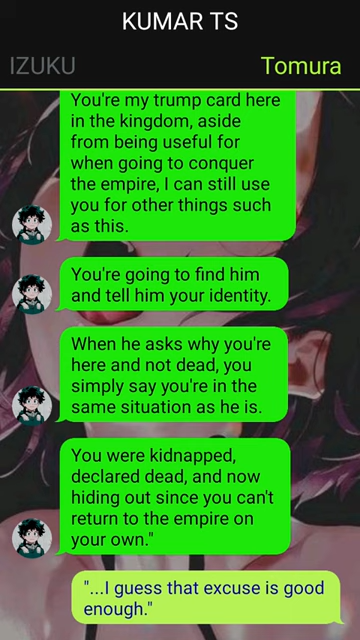 KUMAR TS
IZUKU
Tomura
You're my trump card here
in the kingdom, aside
from being useful for
when going to conquer
the empire, I can still use
you for other things such
as this.
You're going to find him
and tell him your identity.
When he asks why you're
here and not dead, you
simply say you're in the
same situation as he is.
You were kidnapped,
declared dead, and now
hiding out since you can't
return to the empire on
your own."
"...I guess that excuse is good
enough."